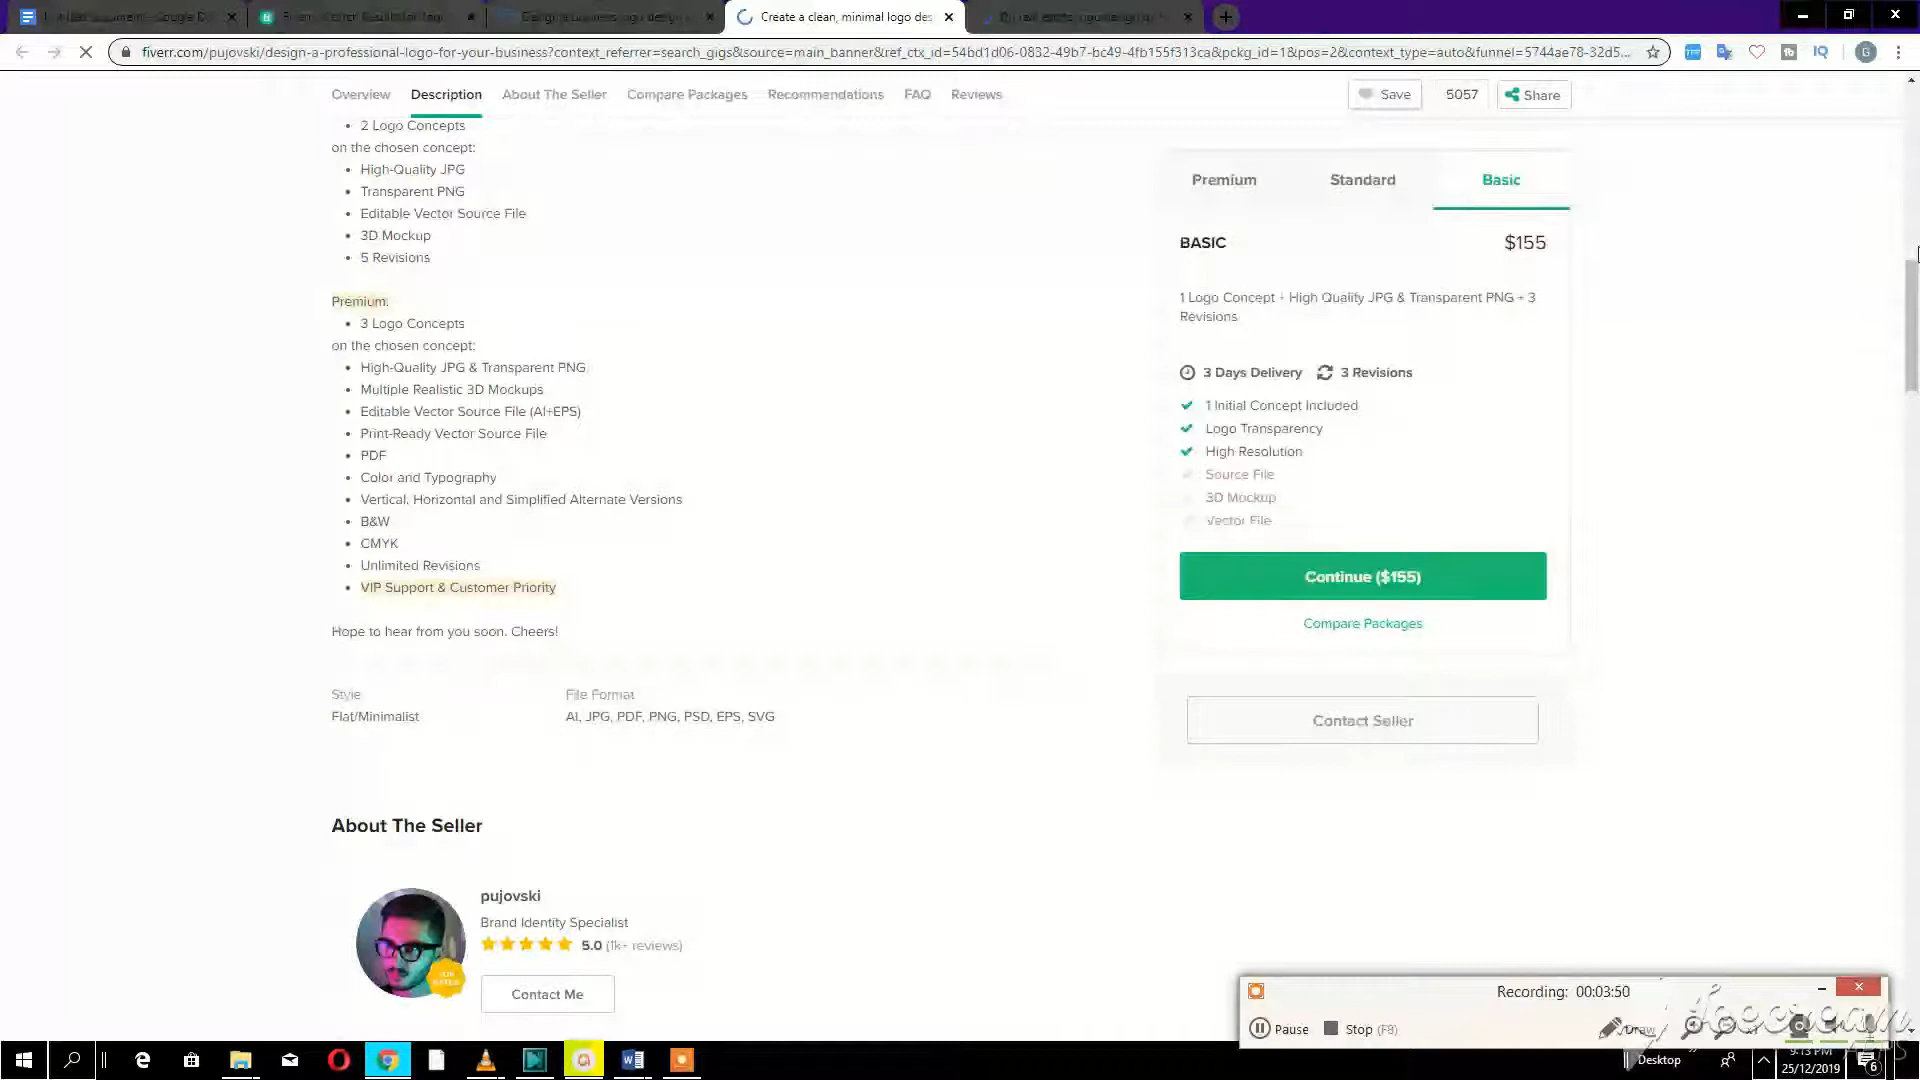 Create a clean, minimal logo des
fiverr.com/pujovski/design-a-professional-logo-for-your-business?context_referrer=search_gigs&source=main_banner&ref_ctx_id=54bd1d06-0832-49b7-bc49-4fb155f313ca&pckg_id=1&pos=2&context_type=auto&funnel=5744ae78-32d5...
Overview Description About The Seller Compare Packages Recommendations FAQ Reviews
Save 5057 Share
• 2 Logo Concepts
on the chosen concept:
• High-Quality JPG
• Transparent PNG
• Editable Vector Source File
• 3D Mockup
• 5 Revisions
Premium:
• 3 Logo Concepts
on the chosen concept:
• High-Quality JPG & Transparent PNG
• Multiple Realistic 3D Mockups
• Editable Vector Source File (AI+EPS)
• Print-Ready Vector Source File
• PDF
• Color and Typography
• Vertical, Horizontal and Simplified Alternate Versions
• B&W
• CMYK
• Unlimited Revisions
• VIP Support & Customer Priority
Hope to hear from you soon. Cheers!
Style
Flat/Minimalist
File Format
AI, JPG, PDF, PNG, PSD, EPS, SVG
Premium Standard Basic
BASIC $155
1 Logo Concept + High Quality JPG & Transparent PNG + 3
Revisions
3 Days Delivery 3 Revisions
1 Initial Concept Included
Logo Transparency
High Resolution
Source File
3D Mockup
Vector File
Continue ($155)
Compare Packages
Contact Seller
About The Seller
pujovski
Brand Identity Specialist
5.0 (1k+ reviews)
Contact Me
Recording: 00:03:50
Pause Stop (F8) Draw
Icecream
APPS
Desktop
9:13 PM
25/12/2019
6